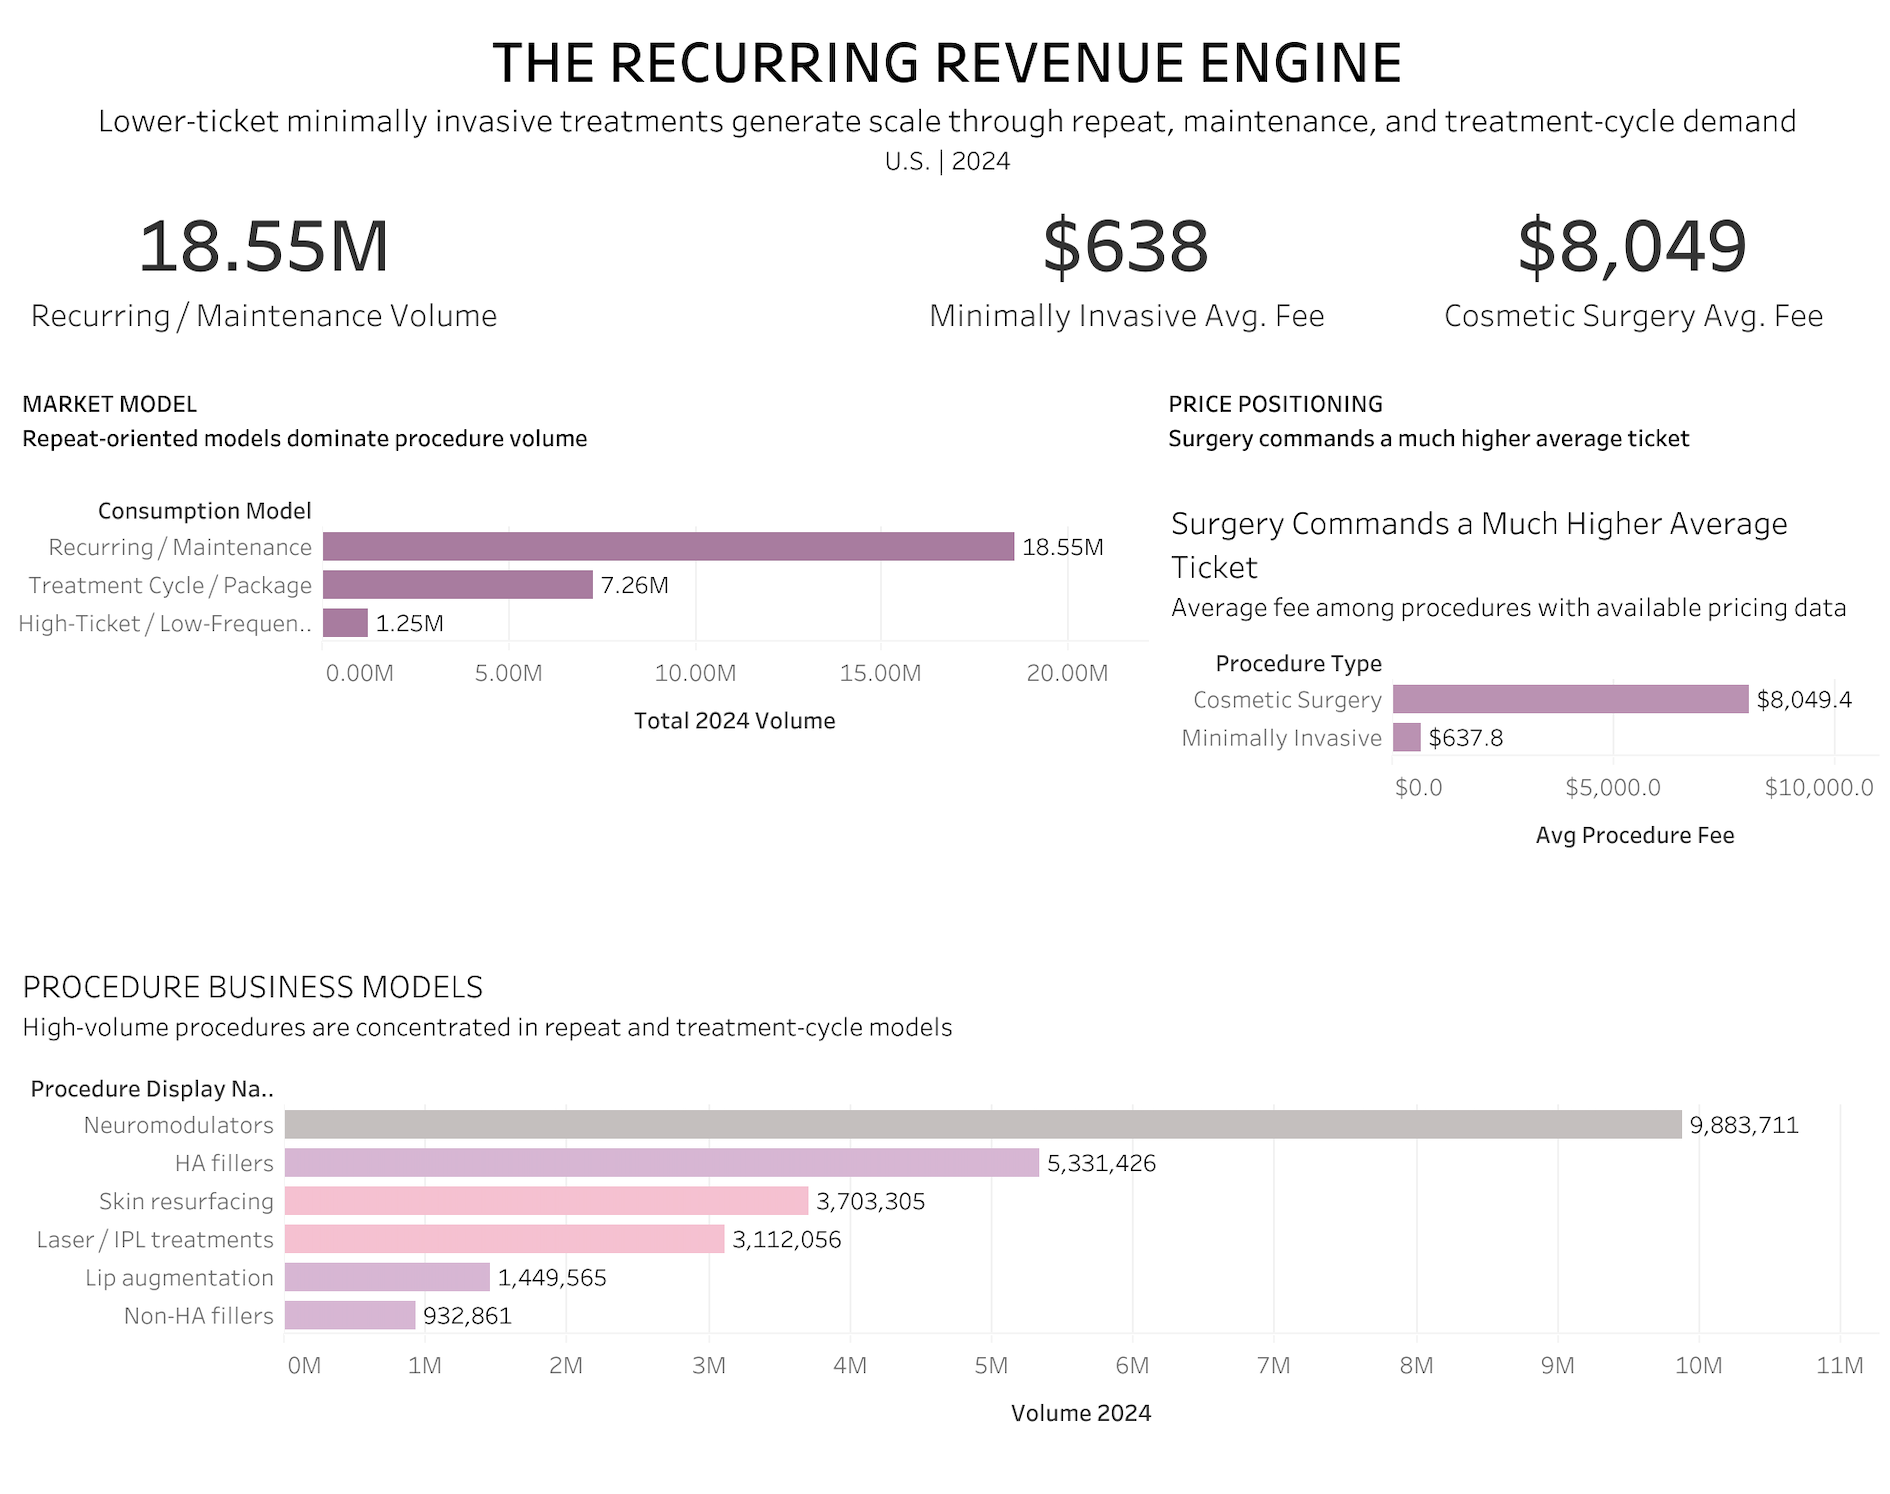 THE RECURRING REVENUE ENGINE
Lower-ticket minimally invasive treatments generate scale through repeat, maintenance, and treatment-cycle demand
U.S. | 2024
18.55M
Recurring / Maintenance Volume
$638
Minimally Invasive Avg. Fee
$8,049
Cosmetic Surgery Avg. Fee
MARKET MODEL
Repeat-oriented models dominate procedure volume
Consumption Model
Recurring / Maintenance 18.55M
Treatment Cycle / Package 7.26M
High-Ticket / Low-Frequen.. 1.25M
0.00M 5.00M 10.00M 15.00M 20.00M
Total 2024 Volume
PRICE POSITIONING
Surgery commands a much higher average ticket
Surgery Commands a Much Higher Average
Ticket
Average fee among procedures with available pricing data
Procedure Type
Cosmetic Surgery $8,049.4
Minimally Invasive $637.8
$0.0 $5,000.0 $10,000.0
Avg Procedure Fee
PROCEDURE BUSINESS MODELS
High-volume procedures are concentrated in repeat and treatment-cycle models
Procedure Display Na..
Neuromodulators 9,883,711
HA fillers 5,331,426
Skin resurfacing 3,703,305
Laser / IPL treatments 3,112,056
Lip augmentation 1,449,565
Non-HA fillers 932,861
0M 1M 2M 3M 4M 5M 6M 7M 8M 9M 10M 11M
Volume 2024